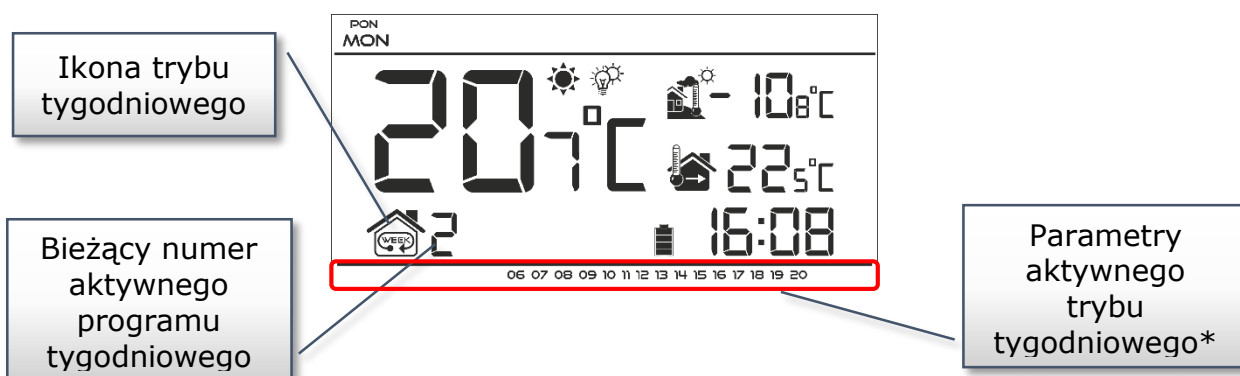 PON
MON
Ikona trybu
tygodniowego
20 7°C
- 10 8°C
22 5°C
WEEK
2
16:08
06 07 08 09 10 11 12 13 14 15 16 17 18 19 20
Bieżący numer
aktywnego
programu
tygodniowego
Parametry
aktywnego
trybu
tygodniowego*